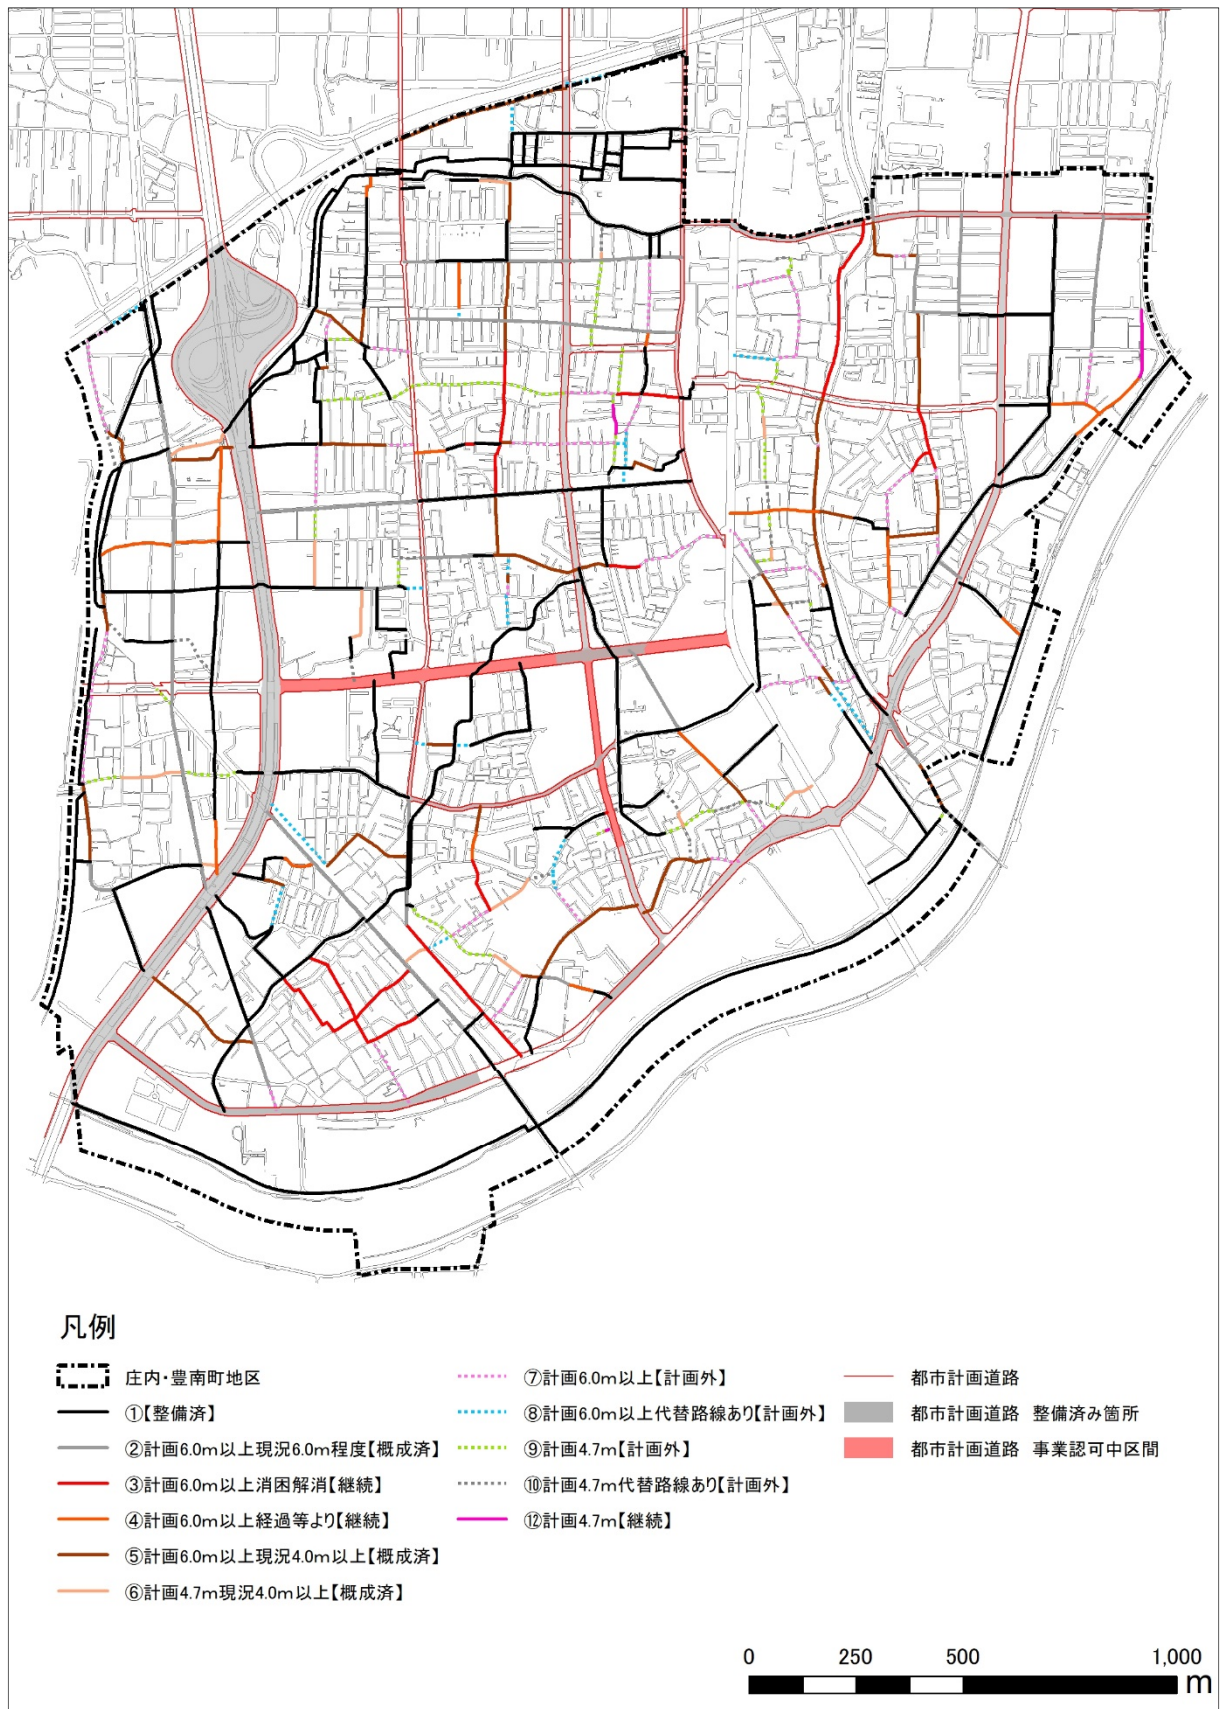 凡例
庄内・豊南町地区
①【整備済】
②計画6.0m以上現況6.0m程度【概成済】
③計画6.0m以上消困解消【継続】
④計画6.0m以上経過等より【継続】
⑤計画6.0m以上現況4.0m以上【概成済】
⑥計画4.7m現況4.0m以上【概成済】
⑦計画6.0m以上【計画外】
⑧計画6.0m以上代替路線あり【計画外】
⑨計画4.7m【計画外】
⑩計画4.7m代替路線あり【計画外】
⑫計画4.7m【継続】
都市計画道路
都市計画道路 整備済み箇所
都市計画道路 事業認可中区間
0 250 500 1,000
m